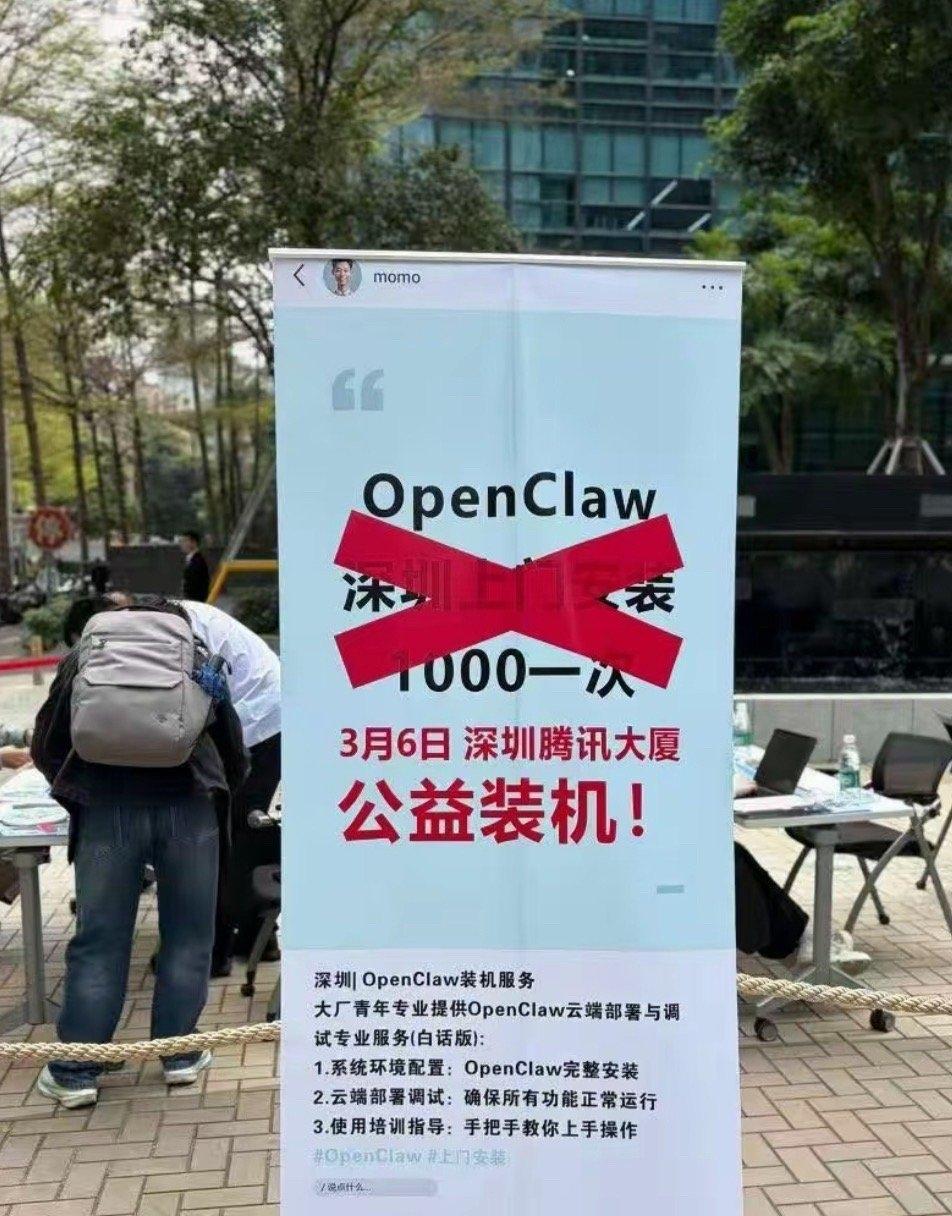 momo
OpenClaw
深圳上门安装
1000一次
3月6日 深圳腾讯大厦
公益装机！
深圳| OpenClaw装机服务
大厂青年专业提供OpenClaw云端部署与调
试专业服务(白话版)：
1.系统环境配置：OpenClaw完整安装
2.云端部署调试：确保所有功能正常运行
3.使用培训指导：手把手教你上手操作
#OpenClaw #上门安装
/ 说点什么...